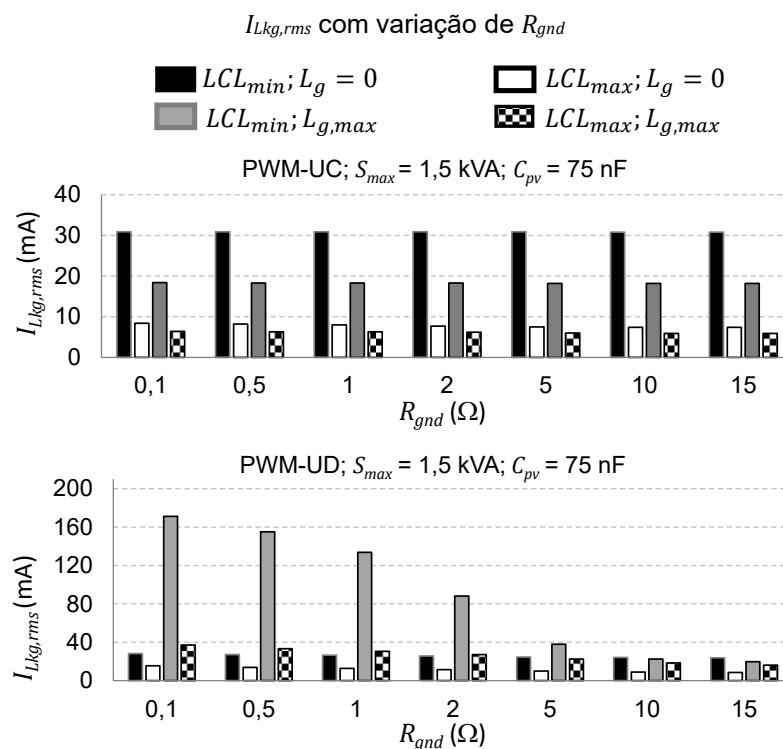 I_{Lkg,rms} com variação de R_{gnd}
LCL_{min}; L_g = 0
LCL_{max}; L_g = 0
LCL_{min}; L_{g,max}
LCL_{max}; L_{g,max}
PWM-UC; S_{max} = 1,5 kVA; C_{pv} = 75 nF
I_{Lkg,rms} (mA)
40
30
20
10
0
0,1 0,5 1 2 5 10 15
R_{gnd} (Ω)
PWM-UD; S_{max} = 1,5 kVA; C_{pv} = 75 nF
I_{Lkg,rms} (mA)
200
160
120
80
40
0
0,1 0,5 1 2 5 10 15
R_{gnd} (Ω)